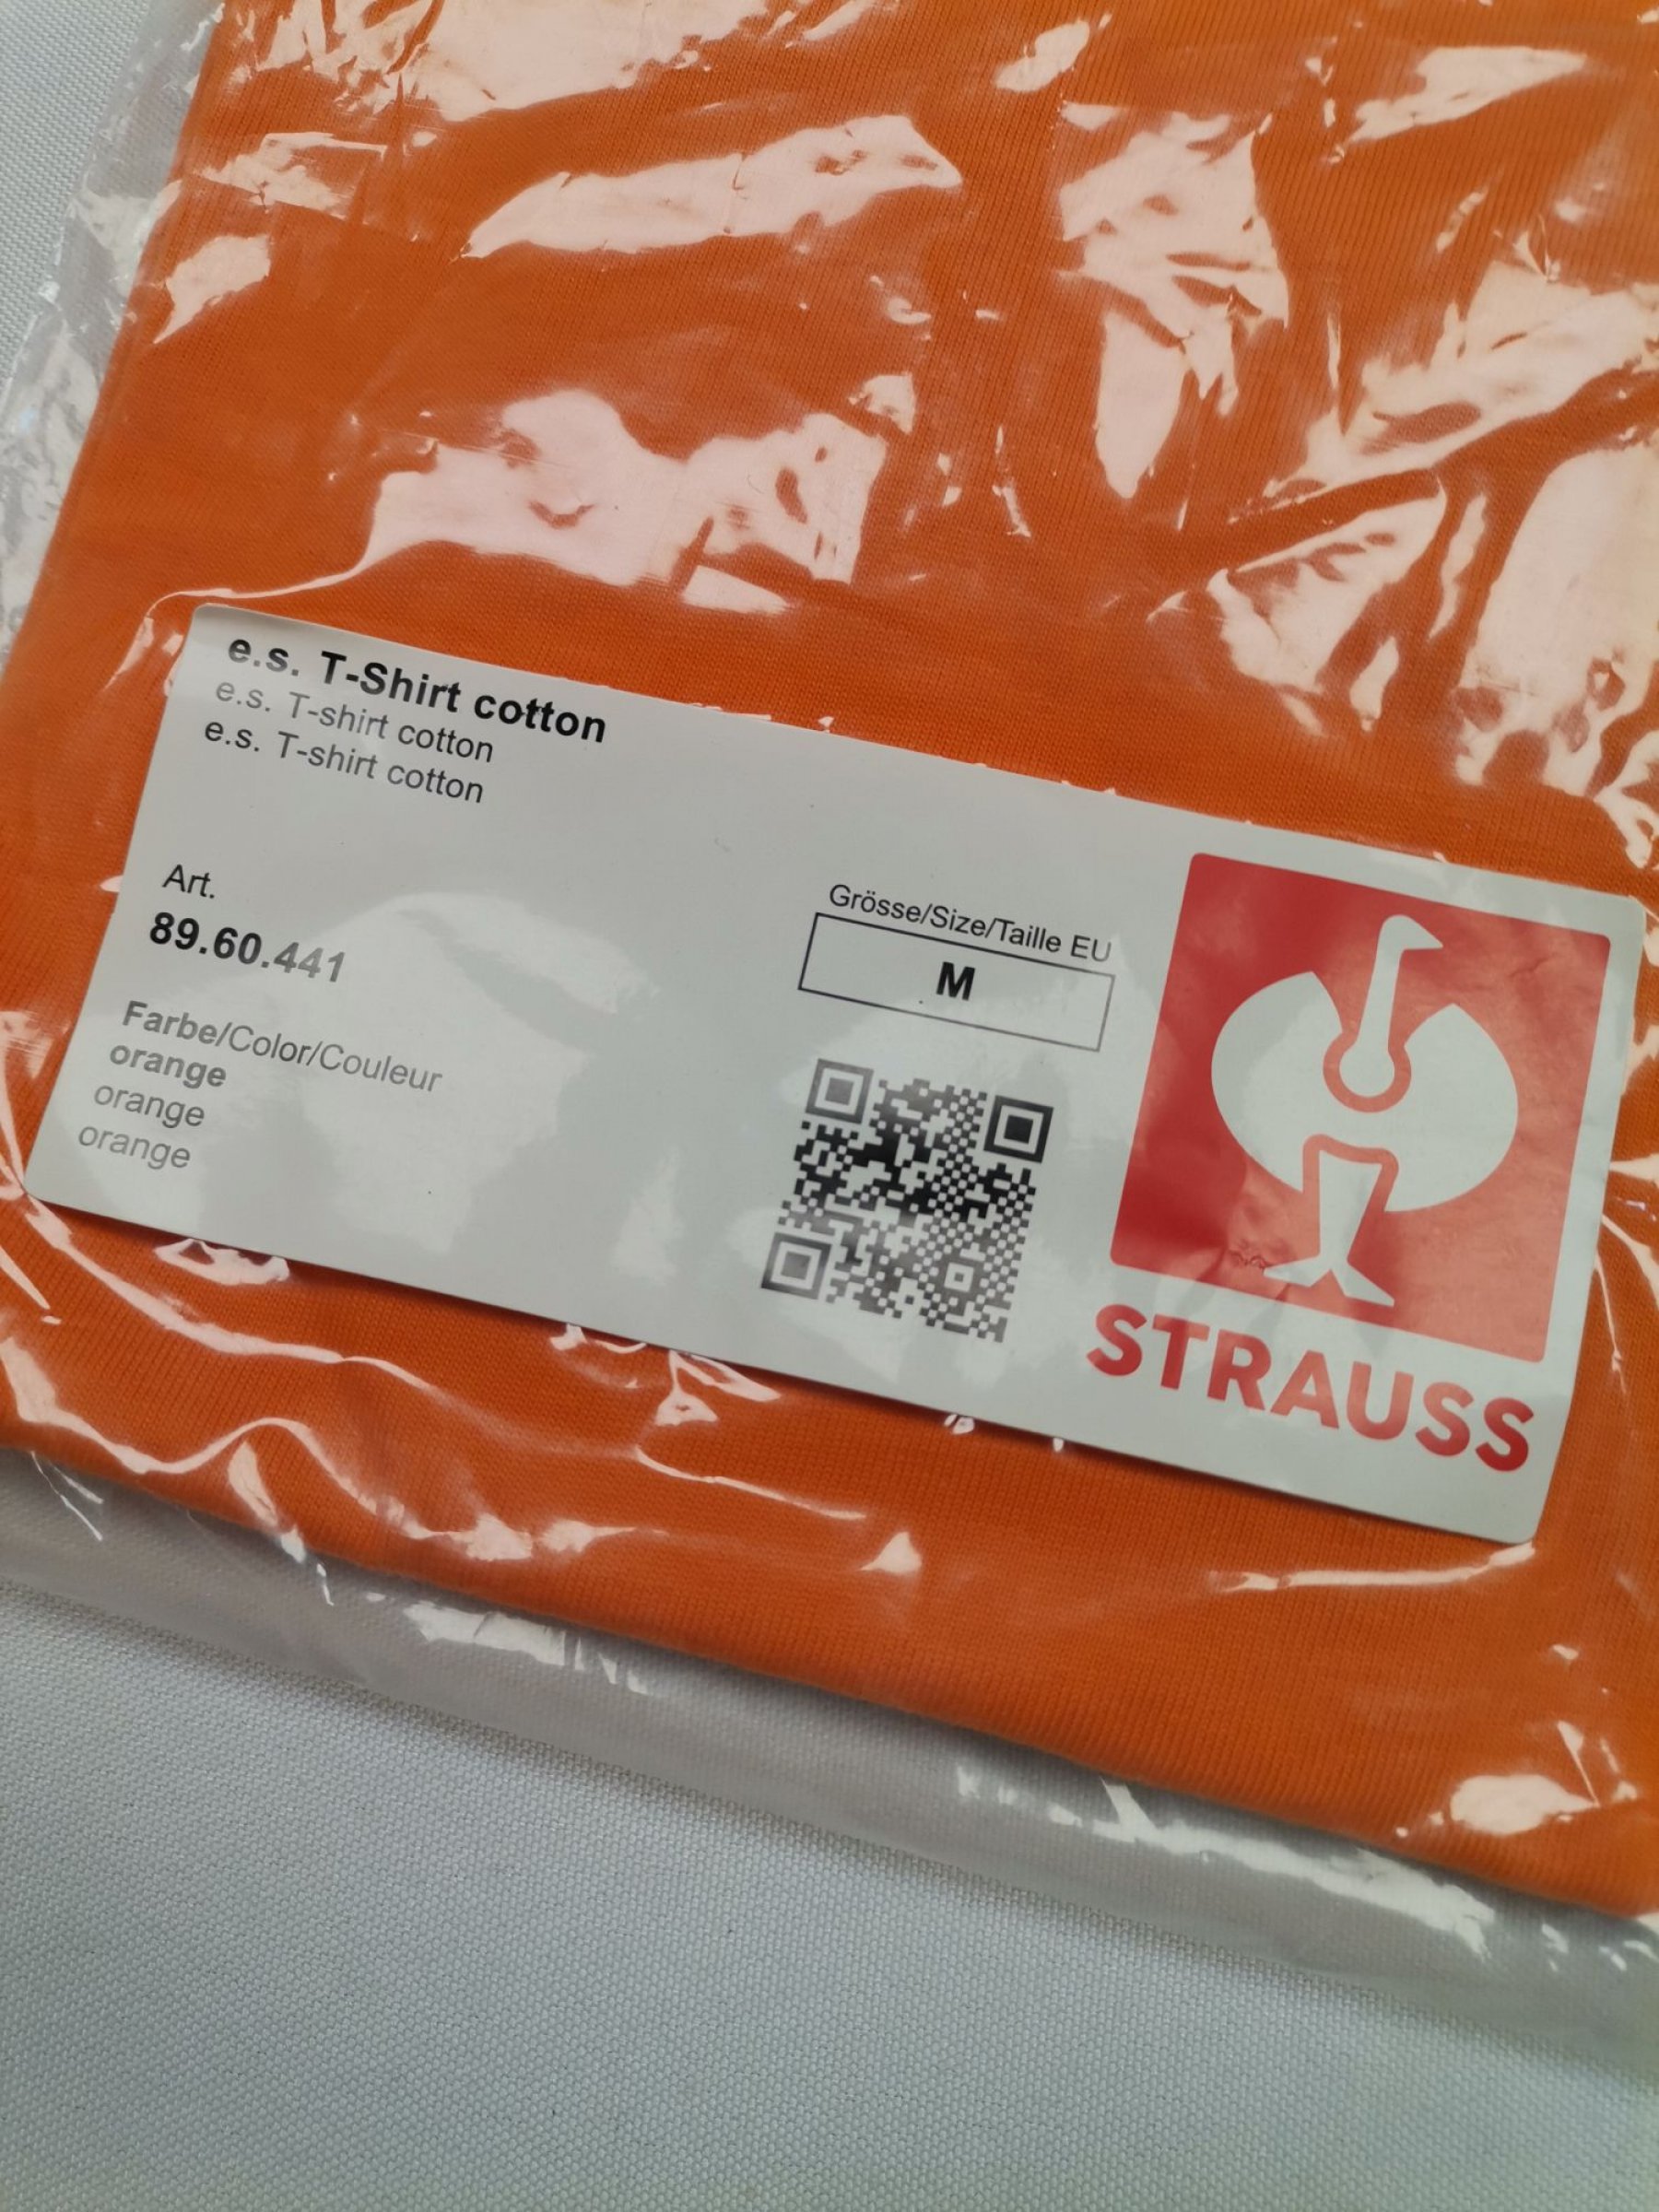 e.s. T-Shirt cotton
e.s. T-shirt cotton
e.s. T-shirt cotton
Art.
89.60.441
Farbe/Color/Couleur
orange
orange
orange
Grösse/Size/Taille EU
M
STRAUSS